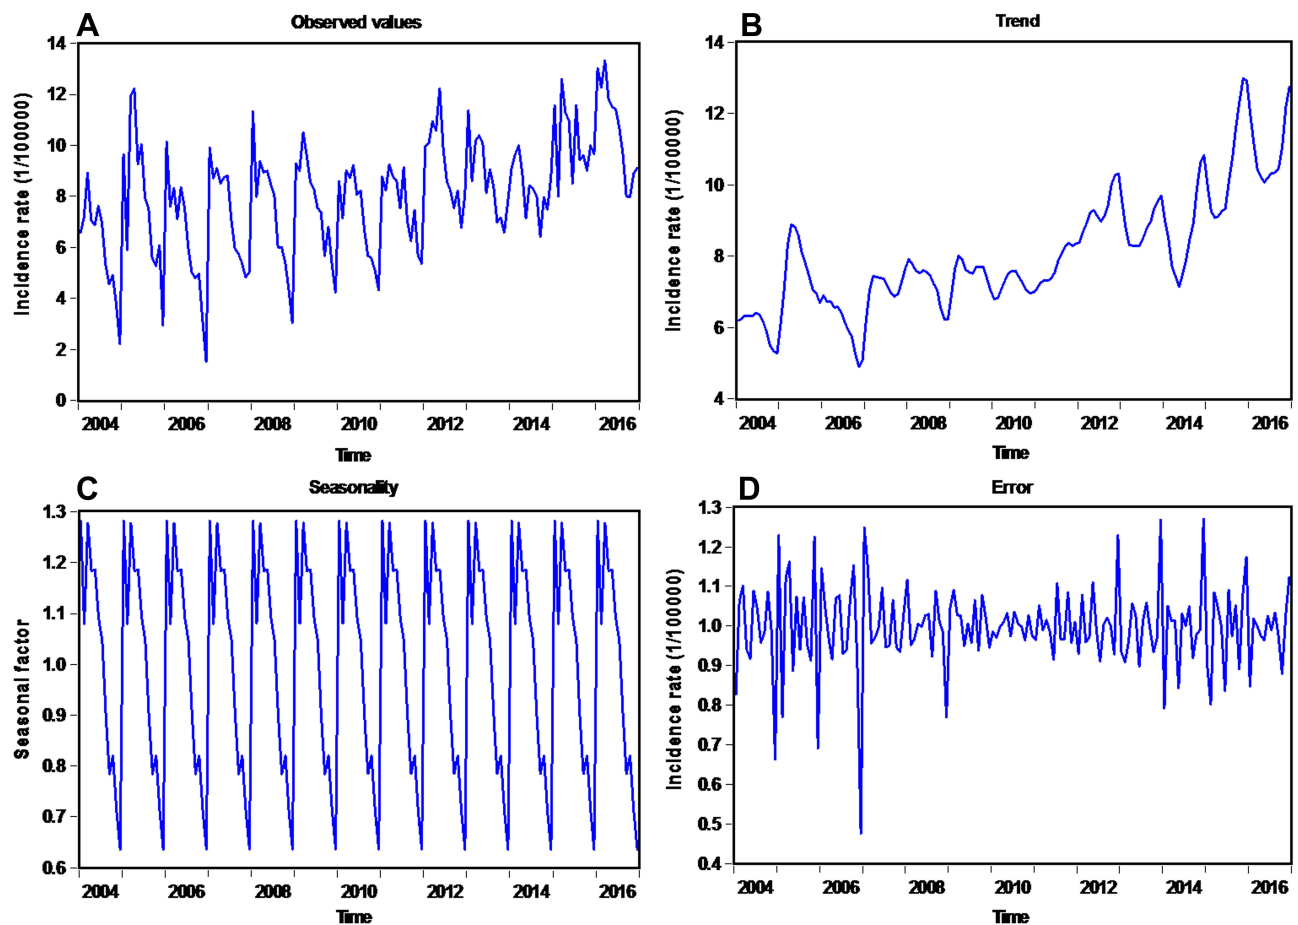 A
Observed values
Incidence rate (1/100000)
14
12
10
8
6
4
2
0
2004 2006 2008 2010 2012 2014 2016
Time
B
Trend
Incidence rate (1/100000)
14
12
10
8
6
4
2004 2006 2008 2010 2012 2014 2016
Time
C
Seasonality
Seasonal factor
1.3
1.2
1.1
1.0
0.9
0.8
0.7
0.6
2004 2006 2008 2010 2012 2014 2016
Time
D
Error
Incidence rate (1/100000)
1.3
1.2
1.1
1.0
0.9
0.8
0.7
0.6
0.5
0.4
2004 2006 2008 2010 2012 2014 2016
Time